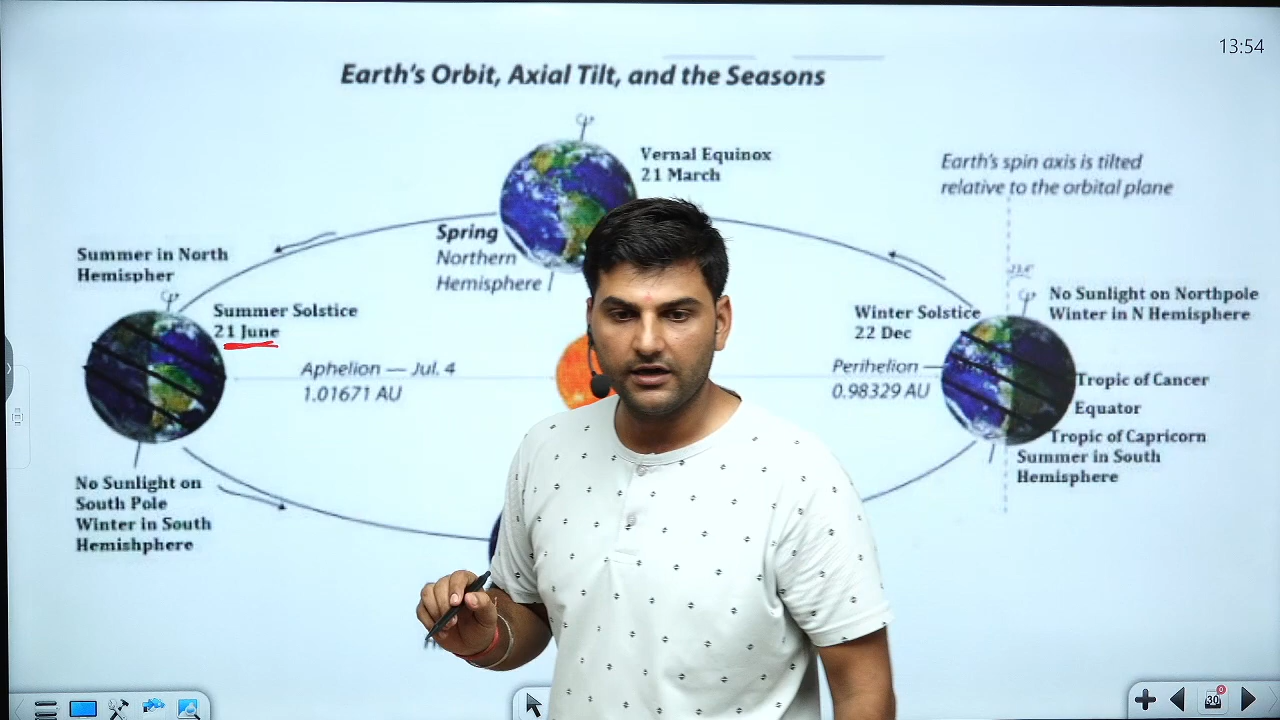 13:54
Earth's Orbit, Axial Tilt, and the Seasons
Vernal Equinox
21 March
Earth's spin axis is tilted
relative to the orbital plane
Spring
Northern
Hemisphere
Summer in North
Hemispher
Summer Solstice
21 June
Aphelion — Jul. 4
1.01671 AU
Winter Solstice
22 Dec
Perihelion —
0.98329 AU
No Sunlight on Northpole
Winter in N Hemisphere
Tropic of Cancer
Equator
Tropic of Capricorn
Summer in South
Hemisphere
No Sunlight on
South Pole
Winter in South
Hemishphere
30